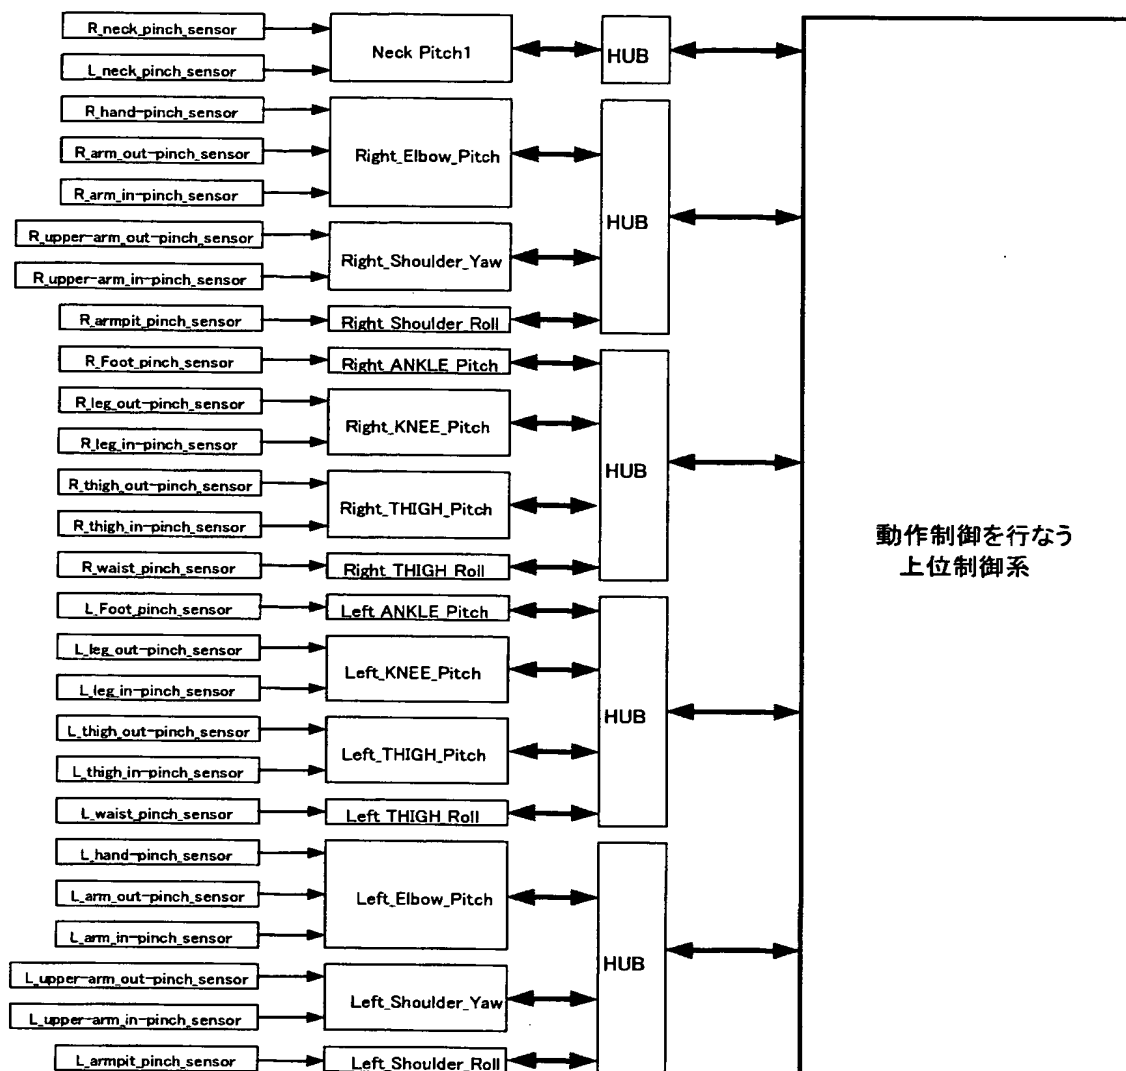 R_neck_pinch_sensor
L_neck_pinch_sensor
Neck Pitch1
HUB
R_hand-pinch_sensor
R_arm_out-pinch_sensor
R_arm_in-pinch_sensor
Right_Elbow_Pitch
R_upper-arm_out-pinch_sensor
R_upper-arm_in-pinch_sensor
Right_Shoulder_Yaw
R_armpit_pinch_sensor
Right_Shoulder_Roll
HUB
R_Foot_pinch_sensor
Right_ANKLE_Pitch
R_leg_out-pinch_sensor
R_leg_in-pinch_sensor
Right_KNEE_Pitch
R_thigh_out-pinch_sensor
R_thigh_in-pinch_sensor
Right_THIGH_Pitch
R_waist_pinch_sensor
Right_THIGH_Roll
HUB
L_Foot_pinch_sensor
Left_ANKLE_Pitch
L_leg_out-pinch_sensor
L_leg_in-pinch_sensor
Left_KNEE_Pitch
L_thigh_out-pinch_sensor
L_thigh_in-pinch_sensor
Left_THIGH_Pitch
L_waist_pinch_sensor
Left_THIGH_Roll
HUB
L_hand-pinch_sensor
L_arm_out-pinch_sensor
L_arm_in-pinch_sensor
Left_Elbow_Pitch
L_upper-arm_out-pinch_sensor
L_upper-arm_in-pinch_sensor
Left_Shoulder_Yaw
L_armpit_pinch_sensor
Left_Shoulder_Roll
HUB
動作制御を行なう
上位制御系